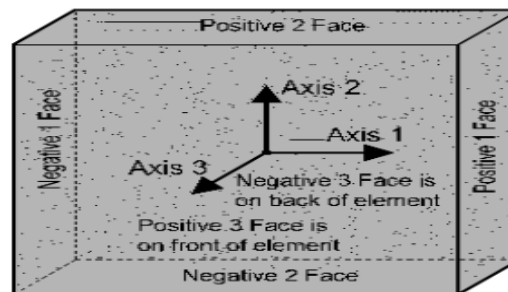 Positive 2 Face
Axis 2
Negative 1 Face
Axis 1
Positive 1 Face
Axis 3
Negative 3 Face is
on back of element
Positive 3 Face is
on front of element
Negative 2 Face